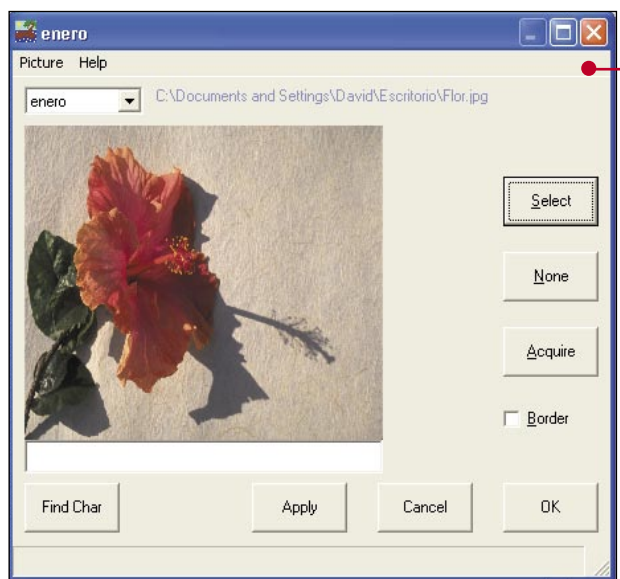 enero
Picture Help
enero C:\Documents and Settings\David\Escritorio\Flor.jpg
Select
None
Acquire
Border
Find Char Apply Cancel OK